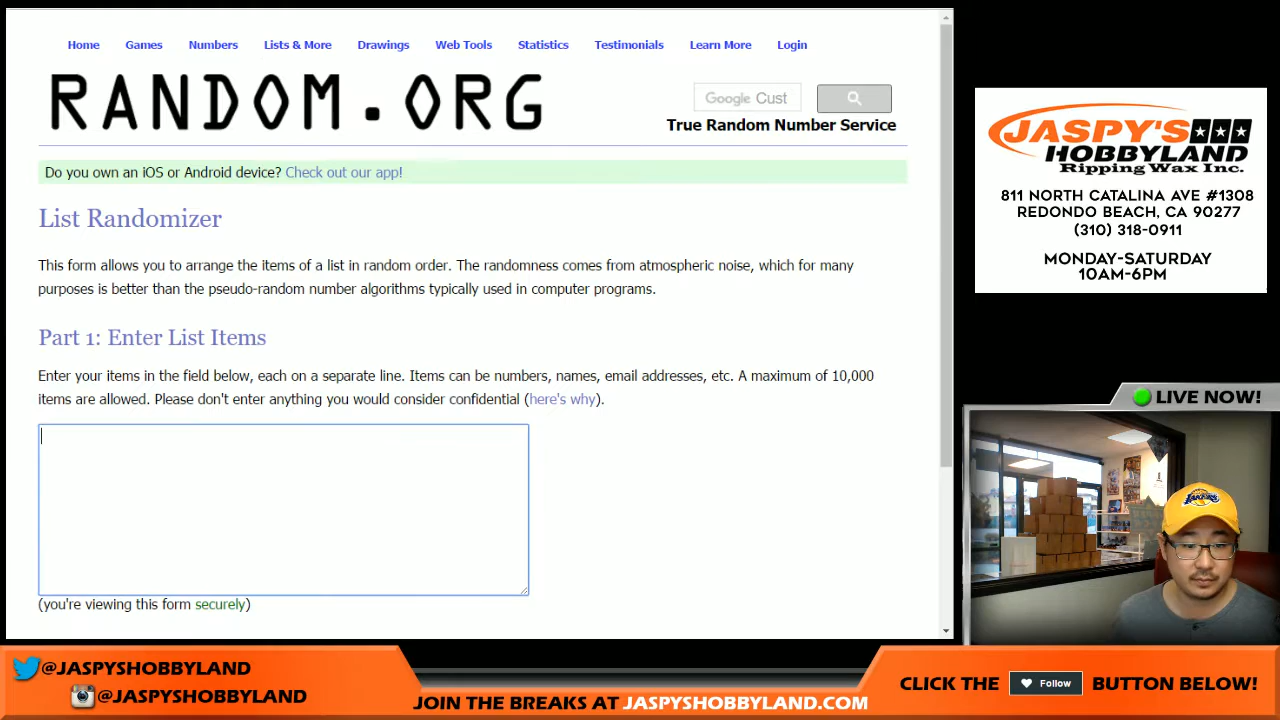 Home Games Numbers Lists & More Drawings Web Tools Statistics Testimonials Learn More Login
RANDOM.ORG
Google Cust
True Random Number Service
Do you own an iOS or Android device? Check out our app!
List Randomizer
This form allows you to arrange the items of a list in random order. The randomness comes from atmospheric noise, which for many
purposes is better than the pseudo-random number algorithms typically used in computer programs.
Part 1: Enter List Items
Enter your items in the field below, each on a separate line. Items can be numbers, names, email addresses, etc. A maximum of 10,000
items are allowed. Please don't enter anything you would consider confidential (here's why).
(you're viewing this form securely)
JASPY'S
HOBBYLAND
Ripping Wax Inc.
811 NORTH CATALINA AVE #1308
REDONDO BEACH, CA 90277
(310) 318-0911
MONDAY-SATURDAY
10AM-6PM
LIVE NOW!
LAKERS
@JASPYSHOBBYLAND
@JASPYSHOBBYLAND
JOIN THE BREAKS AT JASPYSHOBBYLAND.COM
CLICK THE Follow BUTTON BELOW!